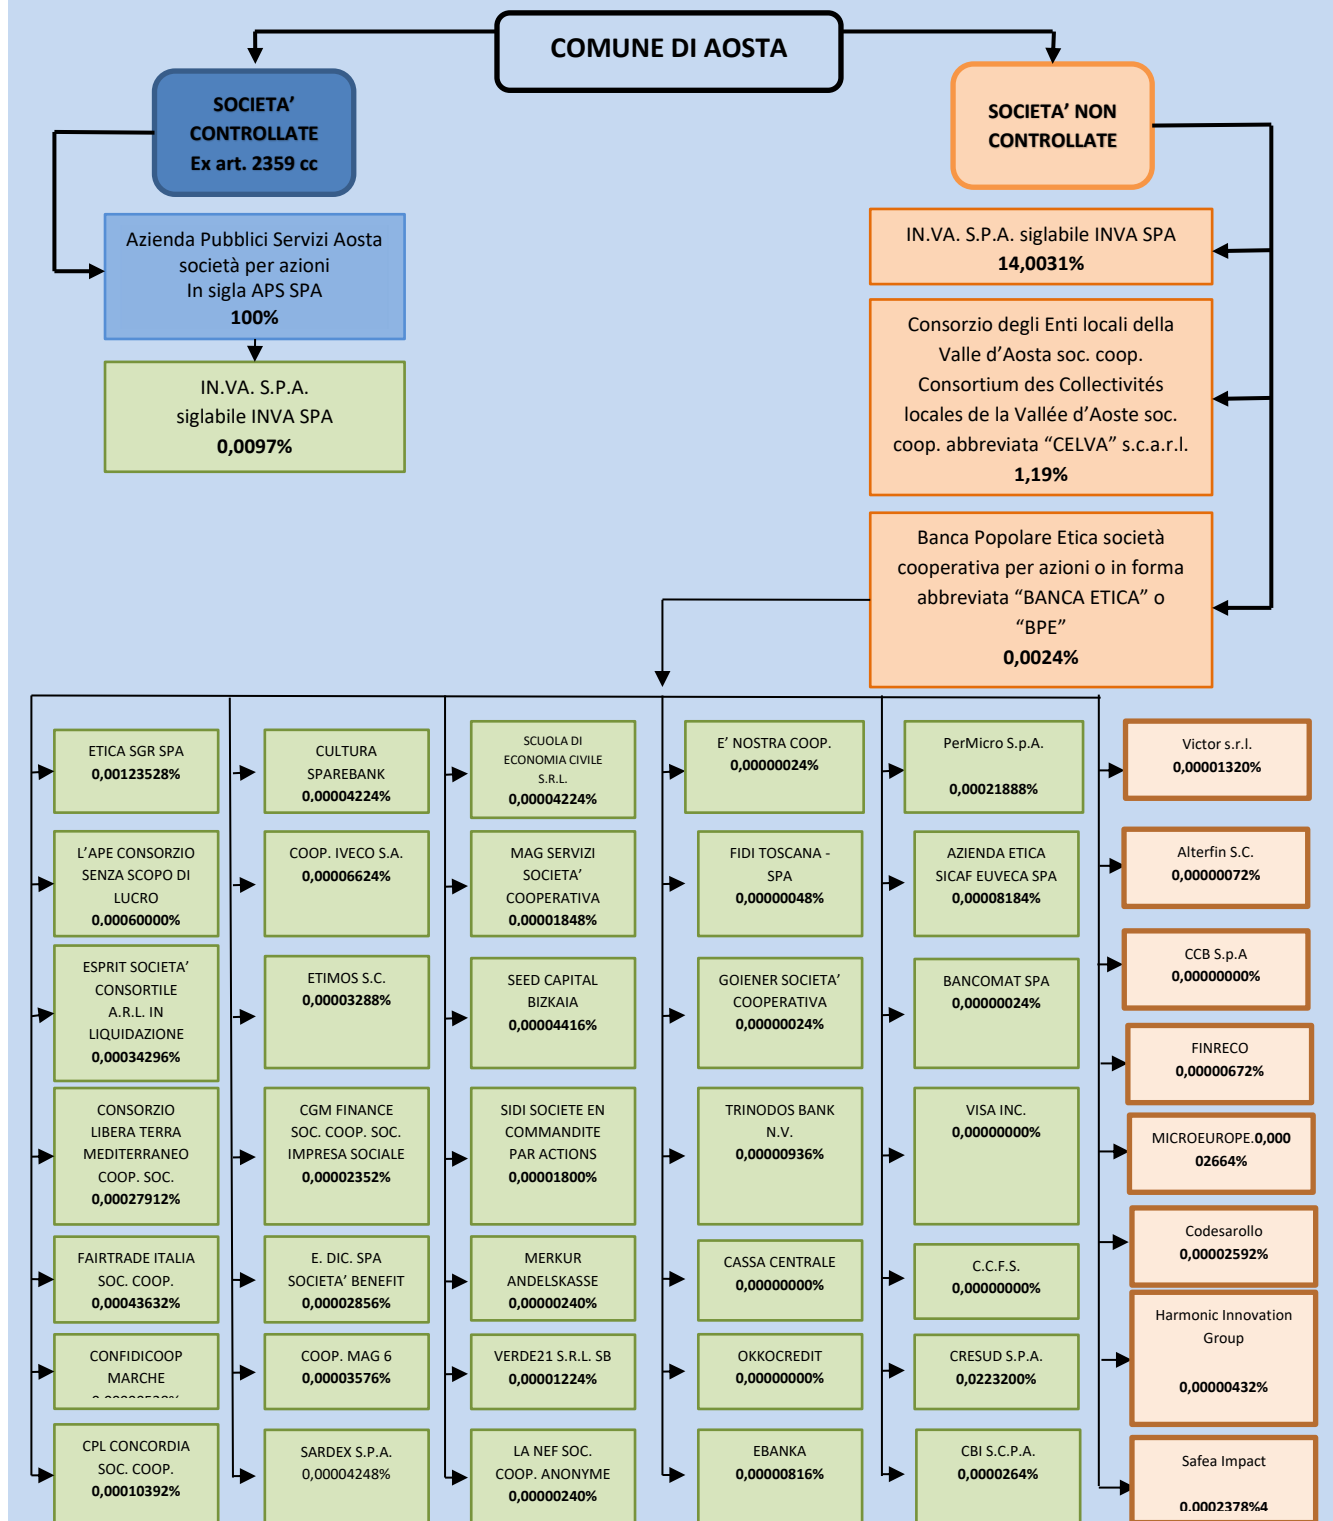 COMUNE DI AOSTA
SOCIETA’
CONTROLLATE
Ex art. 2359 cc
SOCIETA’ NON
CONTROLLATE
Azienda Pubblici Servizi Aosta
società per azioni
In sigla APS SPA
100%
IN.VA. S.P.A.
siglabile INVA SPA
0,0097%
IN.VA. S.P.A. siglabile INVA SPA
14,0031%
Consorzio degli Enti locali della
Valle d’Aosta soc. coop.
Consortium des Collectivités
locales de la Vallée d’Aoste soc.
coop. abbreviata “CELVA” s.c.a.r.l.
1,19%
Banca Popolare Etica società
cooperativa per azioni o in forma
abbreviata “BANCA ETICA” o
“BPE”
0,0024%
ETICA SGR SPA
0,00123528%
L’APE CONSORZIO
SENZA SCOPO DI
LUCRO
0,00060000%
ESPRIT SOCIETA’
CONSORTILE
A.R.L. IN
LIQUIDAZIONE
0,00034296%
CONSORZIO
LIBERA TERRA
MEDITERRANEO
COOP. SOC.
0,00027912%
FAIRTRADE ITALIA
SOC. COOP.
0,00043632%
CONFIDICOOP
MARCHE
CPL CONCORDIA
SOC. COOP.
0,00010392%
CULTURA
SPAREBANK
0,00004224%
COOP. IVECO S.A.
0,00006624%
ETIMOS S.C.
0,00003288%
CGM FINANCE
SOC. COOP. SOC.
IMPRESA SOCIALE
0,00002352%
E. DIC. SPA
SOCIETA’ BENEFIT
0,00002856%
COOP. MAG 6
0,00003576%
SARDEX S.P.A.
0,00004248%
SCUOLA DI
ECONOMIA CIVILE
S.R.L.
0,00004224%
MAG SERVIZI
SOCIETA’
COOPERATIVA
0,00001848%
SEED CAPITAL
BIZKAIA
0,00004416%
SIDI SOCIETE EN
COMMANDITE
PAR ACTIONS
0,00001800%
MERKUR
ANDELSKASSE
0,00000240%
VERDE21 S.R.L. SB
0,00001224%
LA NEF SOC.
COOP. ANONYME
0,00000240%
E’ NOSTRA COOP.
0,00000024%
FIDI TOSCANA -
SPA
0,00000048%
GOIENER SOCIETA’
COOPERATIVA
0,00000024%
TRINODOS BANK
N.V.
0,00000936%
CASSA CENTRALE
0,00000000%
OKKOCREDIT
0,00000000%
EBANKA
0,00000816%
PerMicro S.p.A.
0,00021888%
AZIENDA ETICA
SICAF EUVECA SPA
0,00008184%
BANCOMAT SPA
0,00000024%
VISA INC.
0,00000000%
C.C.F.S.
0,00000000%
CRESUD S.P.A.
0,0223200%
CBI S.C.P.A.
0,0000264%
Victor s.r.l.
0,00001320%
Alterfin S.C.
0,00000072%
CCB S.p.A
0,00000000%
FINRECO
0,00000672%
MICROEUROPE.0,000
02664%
Codesarollo
0,00002592%
Harmonic Innovation
Group
0,00000432%
Safea Impact
0.0002378%4